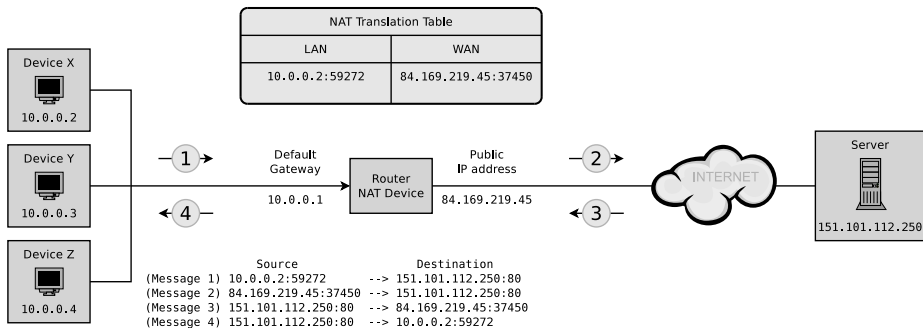 NAT Translation Table
LAN WAN
10.0.0.2:59272 84.169.219.45:37450
Device X
10.0.0.2
Device Y
10.0.0.3
Device Z
10.0.0.4
1
4
Default
Gateway
10.0.0.1
Router
NAT Device
Public
IP address
84.169.219.45
2
3
INTERNET
Server
151.101.112.250
Source Destination
(Message 1) 10.0.0.2:59272 --> 151.101.112.250:80
(Message 2) 84.169.219.45:37450 --> 151.101.112.250:80
(Message 3) 151.101.112.250:80 --> 84.169.219.45:37450
(Message 4) 151.101.112.250:80 --> 10.0.0.2:59272